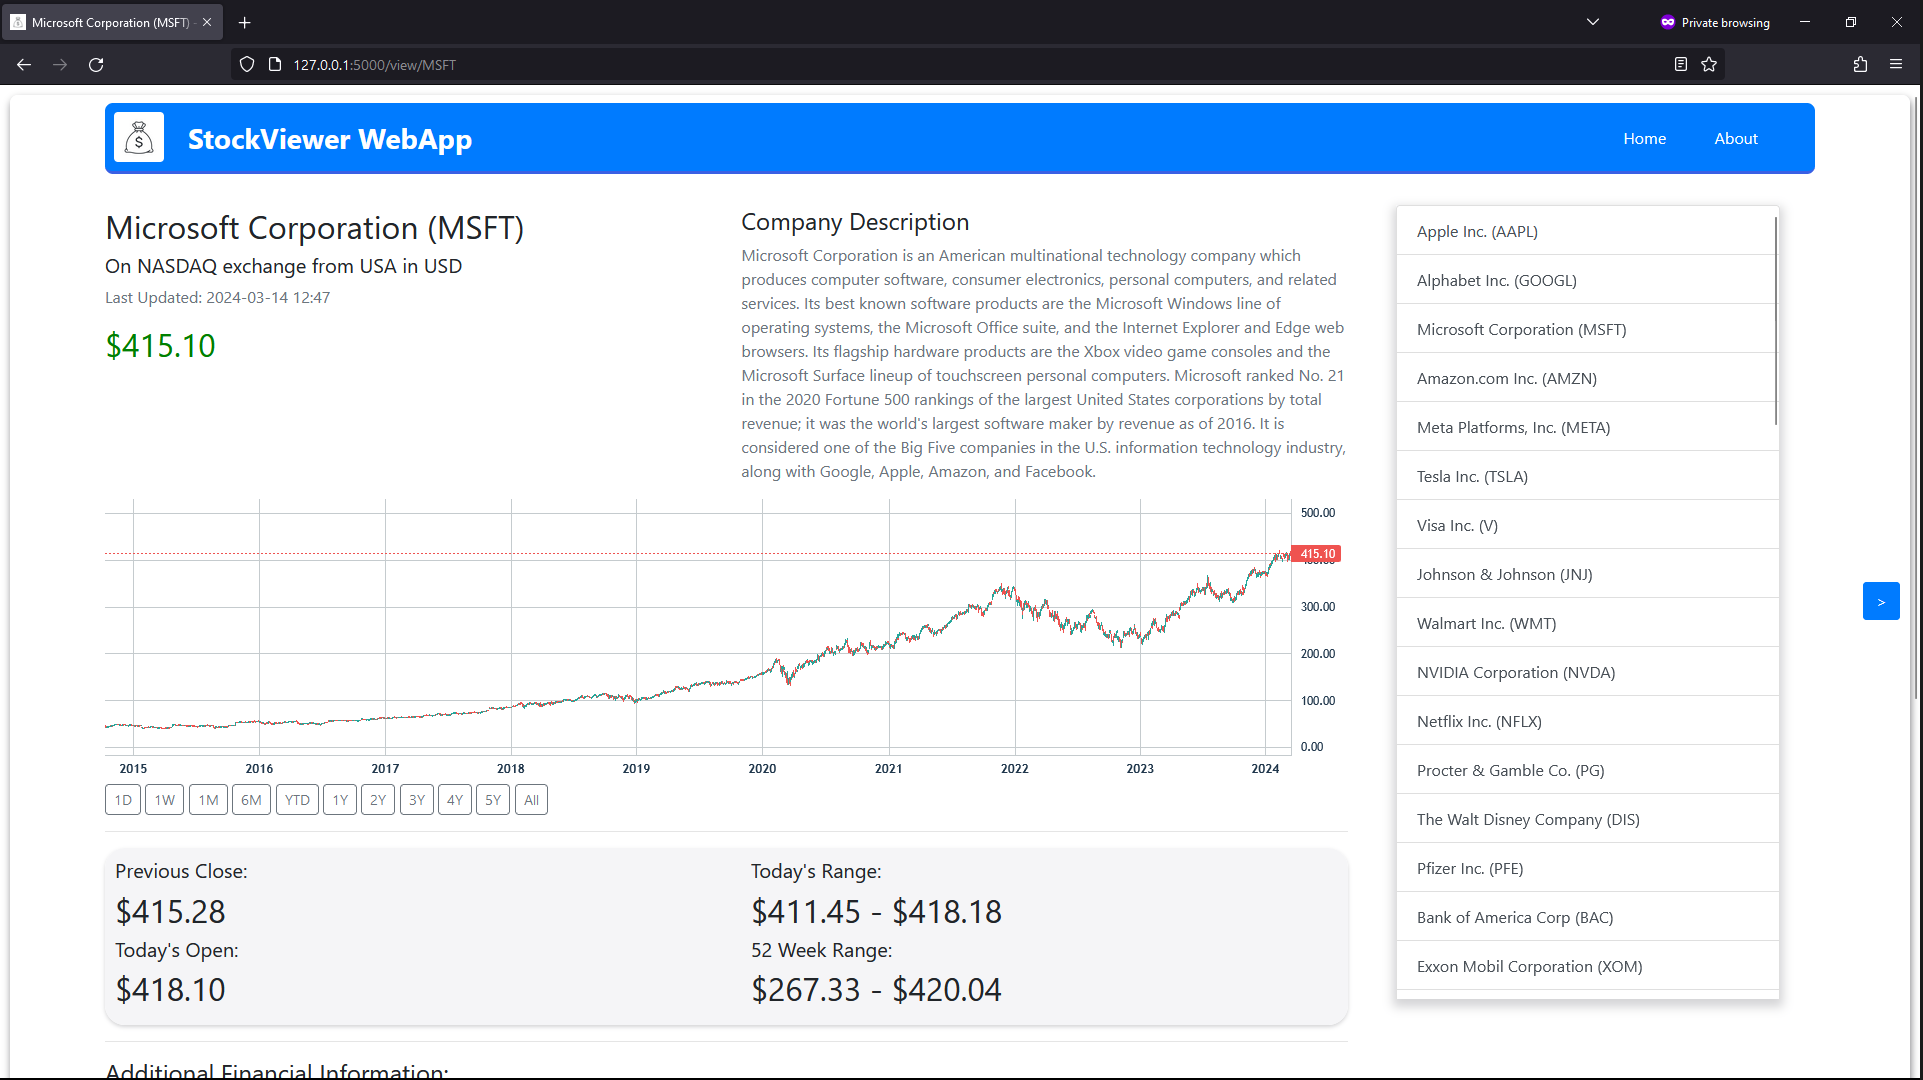 Microsoft Corporation (MSFT) -
Private browsing
127.0.0.1:5000/view/MSFT
$
StockViewer WebApp
Home
About
Microsoft Corporation (MSFT)
On NASDAQ exchange from USA in USD
Last Updated: 2024-03-14 12:47
$415.10
Company Description
Microsoft Corporation is an American multinational technology company which
produces computer software, consumer electronics, personal computers, and related
services. Its best known software products are the Microsoft Windows line of
operating systems, the Microsoft Office suite, and the Internet Explorer and Edge web
browsers. Its flagship hardware products are the Xbox video game consoles and the
Microsoft Surface lineup of touchscreen personal computers. Microsoft ranked No. 21
in the 2020 Fortune 500 rankings of the largest United States corporations by total
revenue; it was the world's largest software maker by revenue as of 2016. It is
considered one of the Big Five companies in the U.S. information technology industry,
along with Google, Apple, Amazon, and Facebook.
500.00
415.10
300.00
200.00
100.00
0.00
2015 2016 2017 2018 2019 2020 2021 2022 2023 2024
1D 1W 1M 6M YTD 1Y 2Y 3Y 4Y 5Y All
Previous Close:
$415.28
Today's Open:
$418.10
Today's Range:
$411.45 - $418.18
52 Week Range:
$267.33 - $420.04
Additional Financial Information:
Apple Inc. (AAPL)
Alphabet Inc. (GOOGL)
Microsoft Corporation (MSFT)
Amazon.com Inc. (AMZN)
Meta Platforms, Inc. (META)
Tesla Inc. (TSLA)
Visa Inc. (V)
Johnson & Johnson (JNJ)
Walmart Inc. (WMT)
NVIDIA Corporation (NVDA)
Netflix Inc. (NFLX)
Procter & Gamble Co. (PG)
The Walt Disney Company (DIS)
Pfizer Inc. (PFE)
Bank of America Corp (BAC)
Exxon Mobil Corporation (XOM)
>